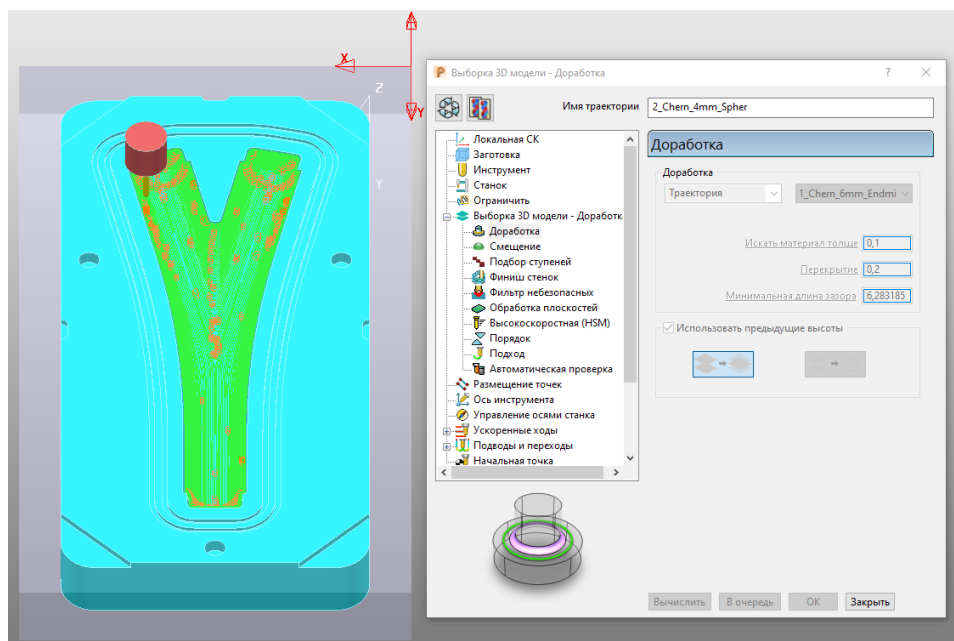 X
Z
Y
Y
P Выборка 3D модели - Доработка ? ×
Имя траектории 2_Chern_4mm_Spher
Локальная СК
Заготовка
Инструмент
Станок
Ограничить
Выборка 3D модели - Доработк
Доработка
Смещение
Подбор ступеней
Финиш стенок
Фильтр небезопасных
Обработка плоскостей
Высокоскоростная (HSM)
Порядок
Подход
Автоматическая проверка
Размещение точек
Ось инструмента
Управление осями станка
Ускоренные ходы
Подводы и переходы
Начальная точка
Доработка
Доработка
Траектория 1_Chern_6mm_Endmi
Искать материал толще 0,1
Перекрытие 0,2
Минимальная длина зазора 6,283185
Использовать предыдущие высоты
Вычислить В очередь OK Закрыть